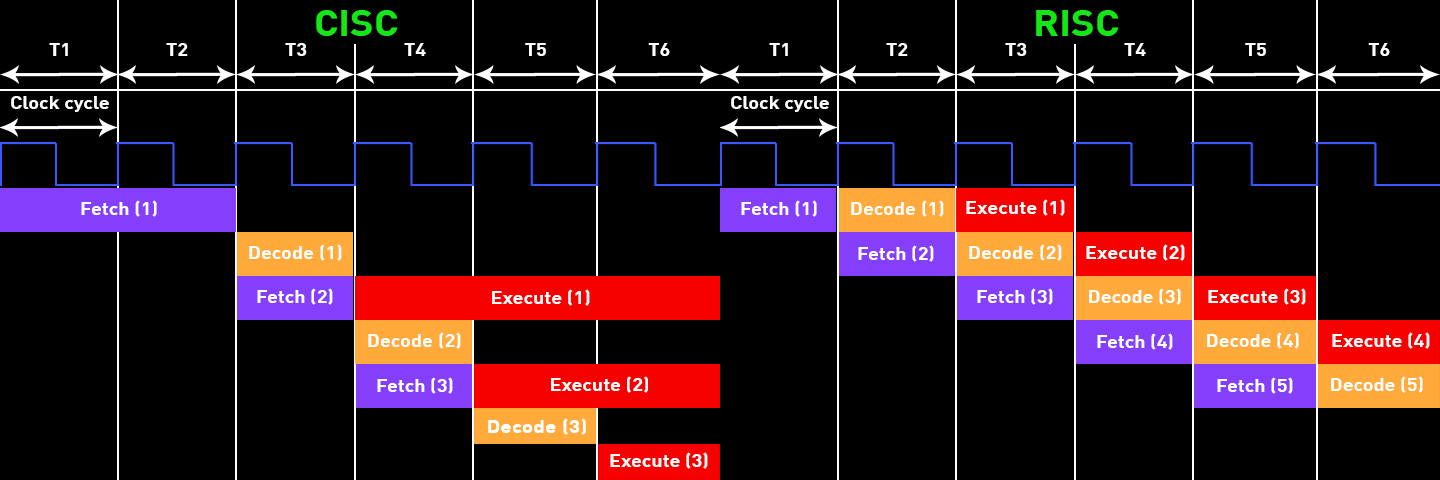 CISC RISC
T1 T2 T3 T4 T5 T6 T1 T2 T3 T4 T5 T6
Clock cycle Clock cycle
Fetch (1) Fetch (1) Decode (1) Execute (1)
Decode (1) Fetch (2) Decode (2) Execute (2)
Fetch (2) Execute (1) Fetch (3) Decode (3) Execute (3)
Decode (2) Fetch (4) Decode (4) Execute (4)
Fetch (3) Execute (2) Fetch (5) Decode (5)
Decode (3)
Execute (3)